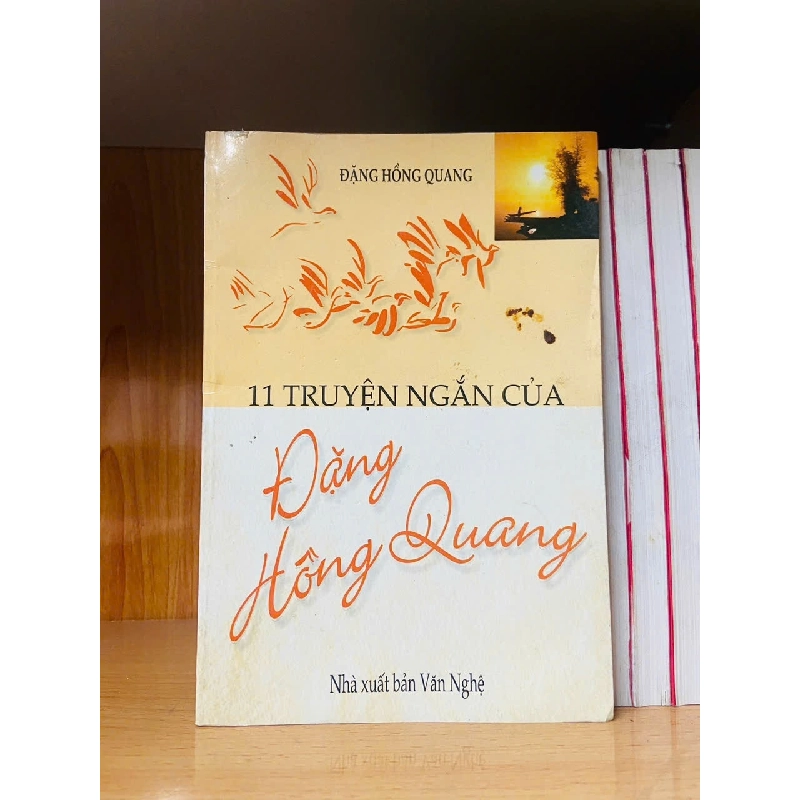 ĐẶNG HỒNG QUANG
11 TRUYỆN NGẮN CỦA
Đặng
Hồng Quang
Nhà xuất bản Văn Nghệ